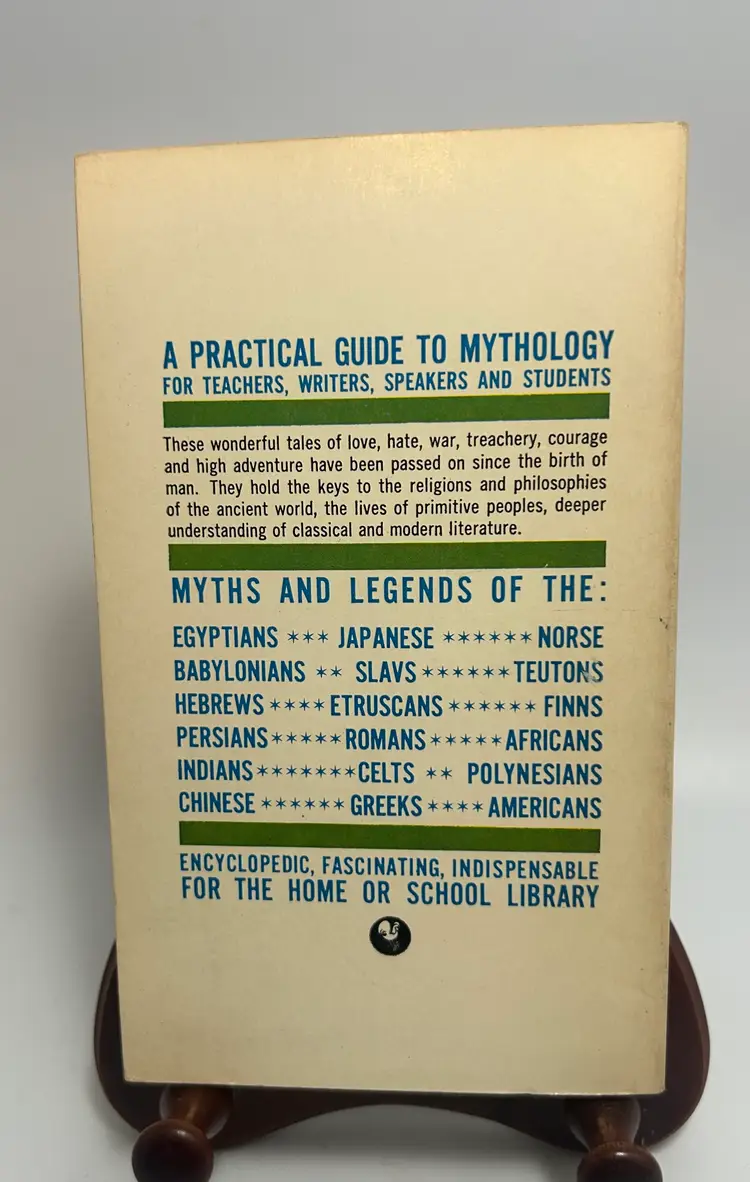 A PRACTICAL GUIDE TO MYTHOLOGY
FOR TEACHERS, WRITERS, SPEAKERS AND STUDENTS
These wonderful tales of love, hate, war, treachery, courage
and high adventure have been passed on since the birth of
man. They hold the keys to the religions and philosophies
of the ancient world, the lives of primitive peoples, deeper
understanding of classical and modern literature.
MYTHS AND LEGENDS OF THE:
EGYPTIANS *** JAPANESE ****** NORSE
BABYLONIANS ** SLAVS ****** TEUTONS
HEBREWS **** ETRUSCANS ****** FINNS
PERSIANS*****ROMANS*****AFRICANS
INDIANS*******CELTS ** POLYNESIANS
CHINESE ****** GREEKS **** AMERICANS
ENCYCLOPEDIC, FASCINATING, INDISPENSABLE
FOR THE HOME OR SCHOOL LIBRARY